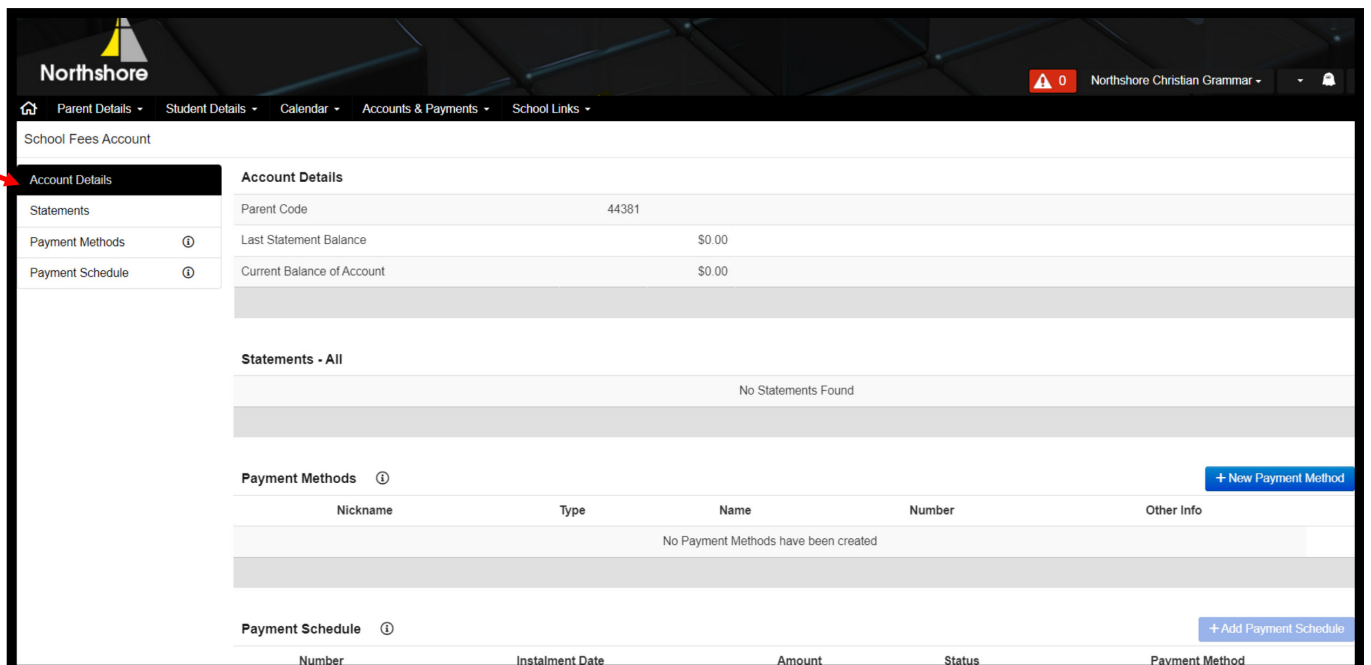 Northshore
0 Northshore Christian Grammar
Parent Details Student Details Calendar Accounts & Payments School Links
School Fees Account
Account Details
Statements
Payment Methods
Payment Schedule
Account Details
Parent Code 44381
Last Statement Balance $0.00
Current Balance of Account $0.00
Statements - All
No Statements Found
Payment Methods + New Payment Method
Nickname Type Name Number Other Info
No Payment Methods have been created
Payment Schedule + Add Payment Schedule
Number Instalment Date Amount Status Payment Method